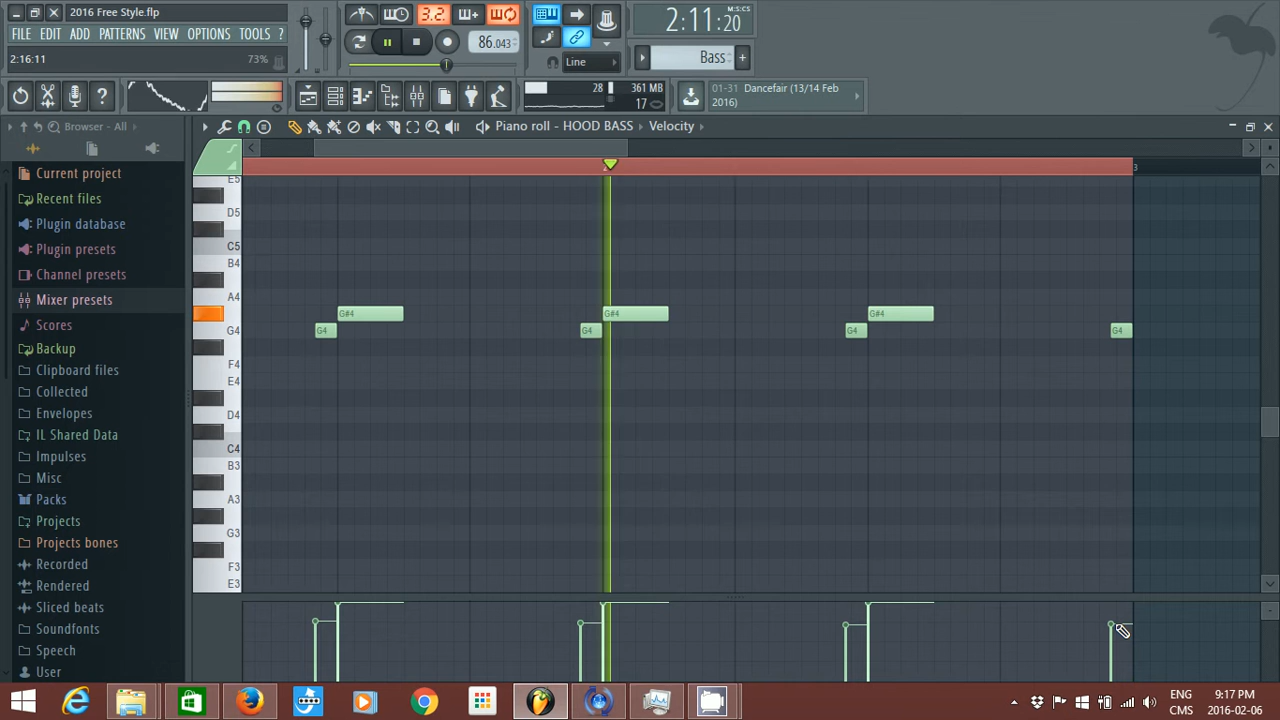 2016 Free Style.flp
FILE EDIT ADD PATTERNS VIEW OPTIONS TOOLS ?
2:16:11 73%
3.2.
86.043
Line
M:S:CS
2:11:20
Bass
28 361 MB
17
01-31 Dancefair (13/14 Feb
2016)
Browser - All
Piano roll - HOOD BASS Velocity
Current project
Recent files
Plugin database
Plugin presets
Channel presets
Mixer presets
Scores
Backup
Clipboard files
Collected
Envelopes
IL Shared Data
Impulses
Misc
Packs
Projects
Projects bones
Recorded
Rendered
Sliced beats
Soundfonts
Speech
User
3
E5
D5
C5
B4
A4
G4
F4
E4
D4
C4
B3
A3
G3
F3
E3
G#4 G#4 G#4
G4 G4 G4 G4
ENG 9:17 PM
CMS 2016-02-06